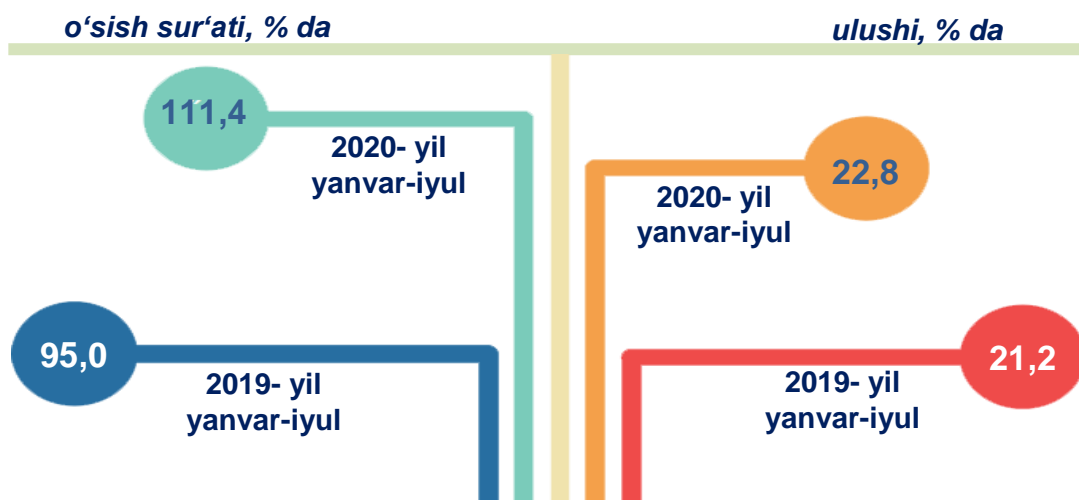 o‘sish sur‘ati, % da
ulushi, % da
111,4
2020- yil
yanvar-iyul
22,8
2020- yil
yanvar-iyul
95,0
2019- yil
yanvar-iyul
21,2
2019- yil
yanvar-iyul